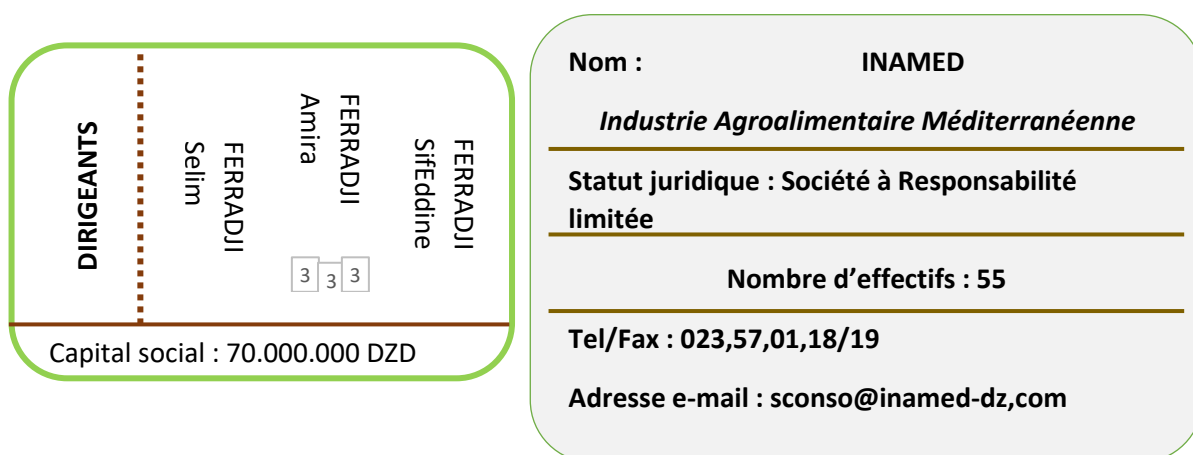 DIRIGEANTS
FERRADJI
Selim
FERRADJI
Amira
FERRADJI
SifEddine
3 3 3
Capital social : 70.000.000 DZD
Nom : INAMED
Industrie Agroalimentaire Méditerranéenne
Statut juridique : Société à Responsabilité
limitée
Nombre d’effectifs : 55
Tel/Fax : 023,57,01,18/19
Adresse e-mail : sconso@inamed-dz,com